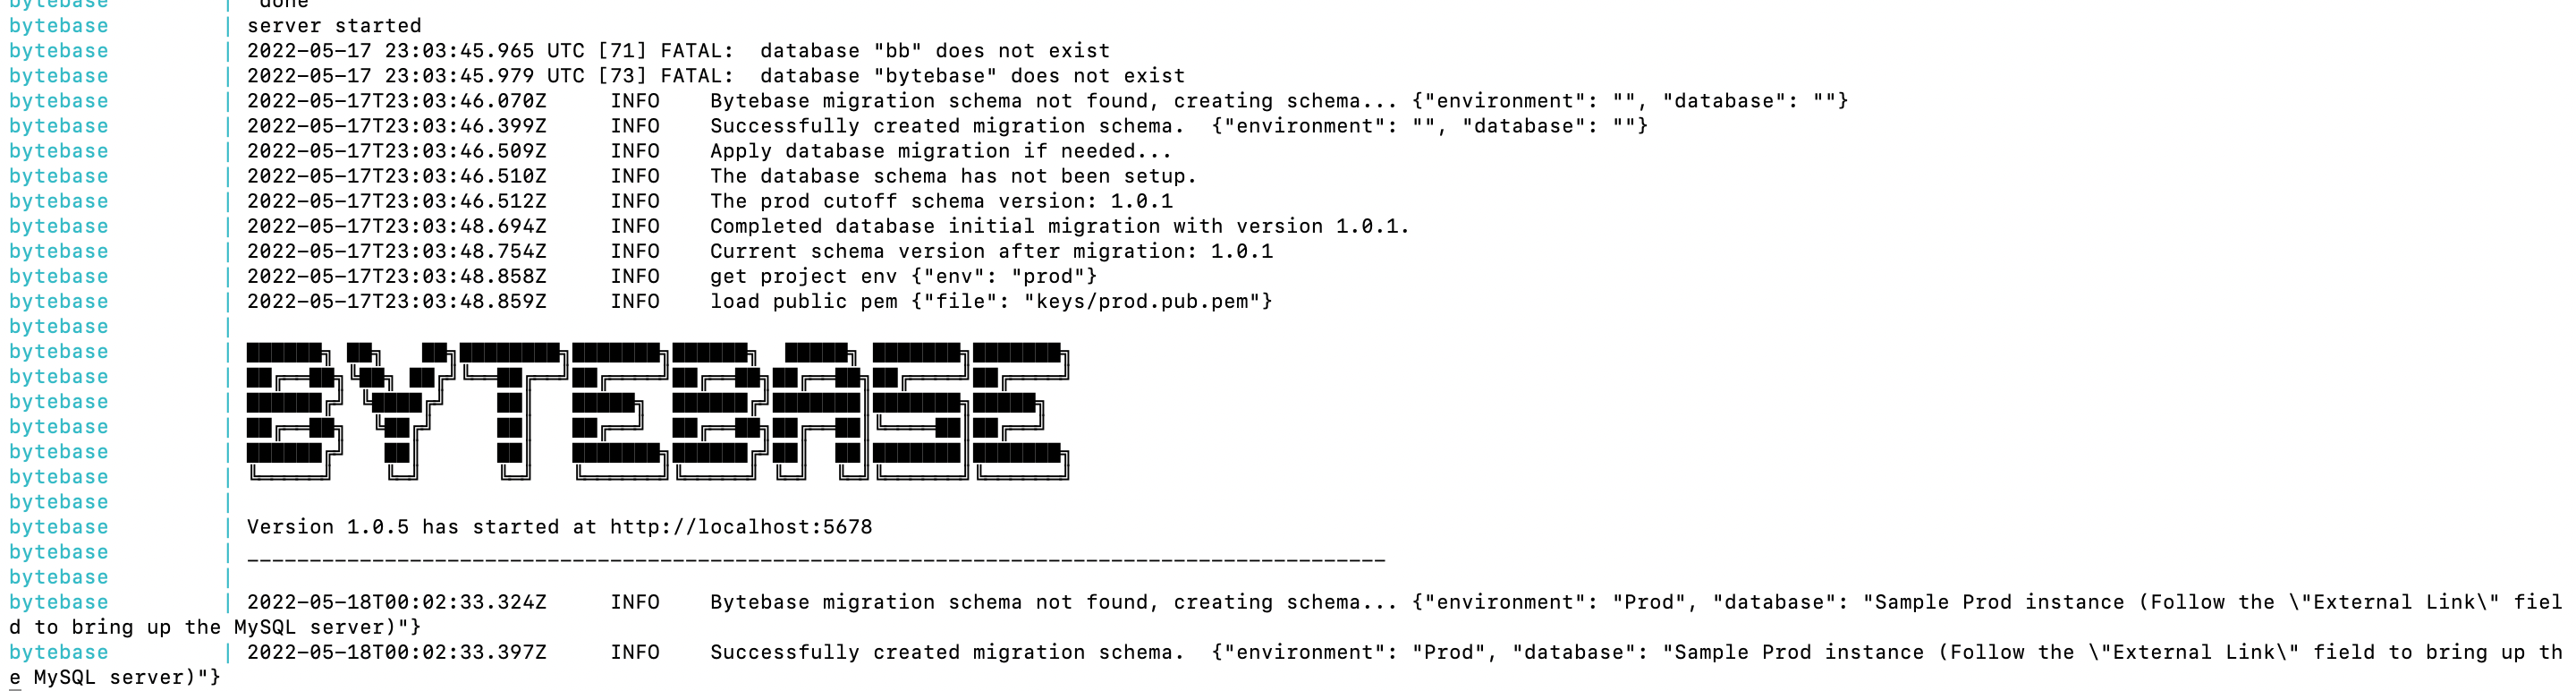 bytebase | done
bytebase | server started
bytebase | 2022-05-17 23:03:45.965 UTC [71] FATAL:  database "bb" does not exist
bytebase | 2022-05-17 23:03:45.979 UTC [73] FATAL:  database "bytebase" does not exist
bytebase | 2022-05-17T23:03:46.070Z INFO Bytebase migration schema not found, creating schema... {"environment": "", "database": ""}
bytebase | 2022-05-17T23:03:46.399Z INFO Successfully created migration schema.  {"environment": "", "database": ""}
bytebase | 2022-05-17T23:03:46.509Z INFO Apply database migration if needed...
bytebase | 2022-05-17T23:03:46.510Z INFO The database schema has not been setup.
bytebase | 2022-05-17T23:03:46.512Z INFO The prod cutoff schema version: 1.0.1
bytebase | 2022-05-17T23:03:48.694Z INFO Completed database initial migration with version 1.0.1.
bytebase | 2022-05-17T23:03:48.754Z INFO Current schema version after migration: 1.0.1
bytebase | 2022-05-17T23:03:48.858Z INFO get project env {"env": "prod"}
bytebase | 2022-05-17T23:03:48.859Z INFO load public pem {"file": "keys/prod.pub.pem"}
bytebase |
bytebase |
bytebase |
bytebase | BYTEBASE
bytebase |
bytebase |
bytebase |
bytebase |
bytebase | Version 1.0.5 has started at http://localhost:5678
bytebase | ___________________________________________________________________________________________
bytebase |
bytebase | 2022-05-18T00:02:33.324Z INFO Bytebase migration schema not found, creating schema... {"environment": "Prod", "database": "Sample Prod instance (Follow the \"External Link\" fiel
d to bring up the MySQL server)"}
bytebase | 2022-05-18T00:02:33.397Z INFO Successfully created migration schema.  {"environment": "Prod", "database": "Sample Prod instance (Follow the \"External Link\" field to bring up th
e MySQL server)"}